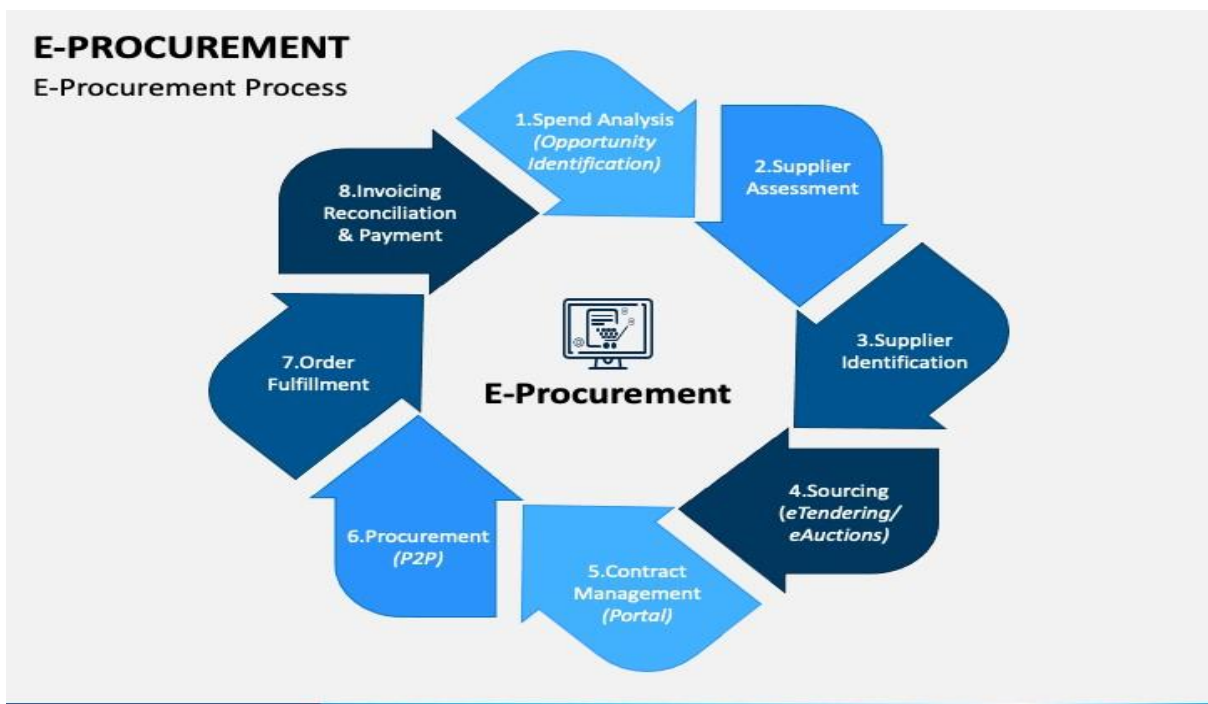 E-PROCUREMENT
E-Procurement Process
1.Spend Analysis
(Opportunity
Identification)
2.Supplier
Assessment
3.Supplier
Identification
4.Sourcing
(eTendering/
eAuctions)
5.Contract
Management
(Portal)
6.Procurement
(P2P)
7.Order
Fulfillment
8.Invoicing
Reconciliation
& Payment
E-Procurement